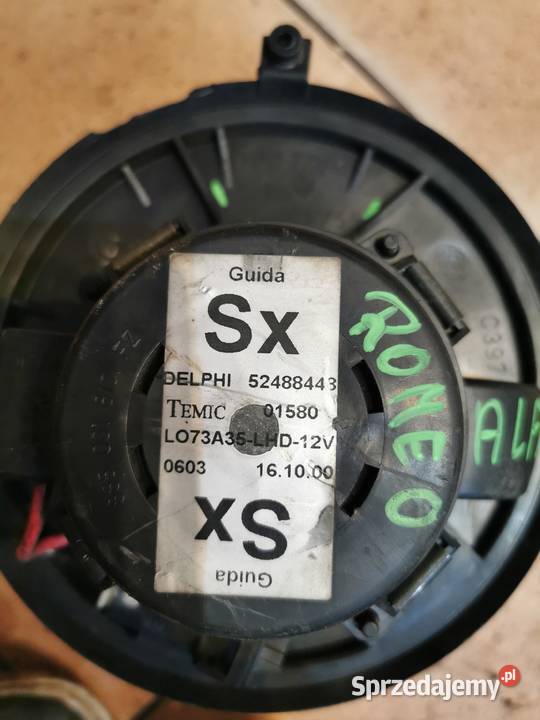 Guida
Sx
DELPHI 52488443
TEMIC 01580
LO73A35-LHD-12V
0603 16.10.00
Sx
Guida
ROMEO
ALF
C397
Sprzedajemy.pl